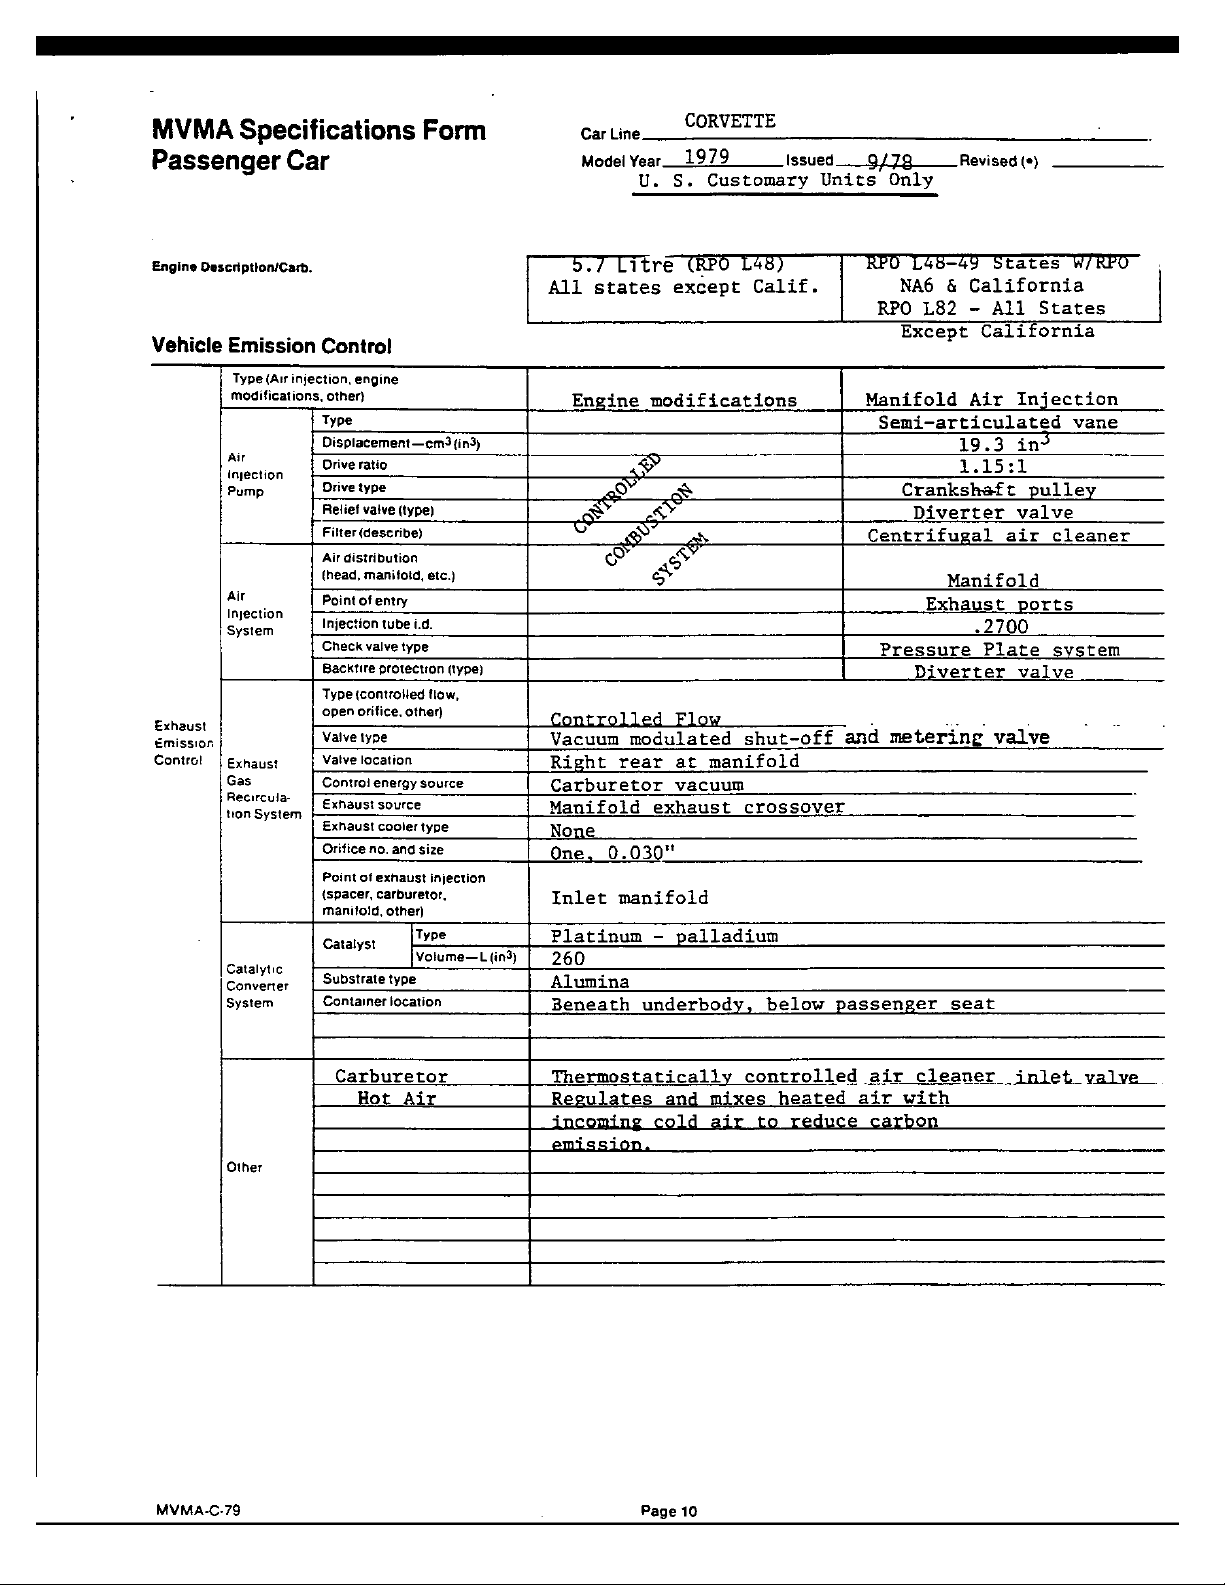 MVMA Specifications Form
Passenger Car
Car Line CORVETTE
Model Year 1979 Issued 9/78 Revised (•)
U. S. Customary Units Only
Engine Description/Carb.
5.7 Litre (RPO L48)
All states except Calif.
RPO L48-49 States W/RPO
NA6 & California
RPO L82 - All States
Except California
Vehicle Emission Control
Type (Air injection, engine
modifications, other)
Engine modifications
Manifold Air Injection
Exhaust
Emission
Control
Air
Injection
Pump
Type
Semi-articulated vane
Displacement—cm3 (in3)
19.3 in3
Drive ratio
1.15:1
Drive type
Crankshaft pulley
Relief valve (type)
Diverter valve
Filter (describe)
Centrifugal air cleaner
CONTROLLED
COMBUSTION
SYSTEM
Air
Injection
System
Air distribution
(head, manifold, etc.)
Manifold
Point of entry
Exhaust ports
Injection tube i.d.
.2700
Check valve type
Pressure Plate system
Backfire protection (type)
Diverter valve
Exhaust
Gas
Recircula-
tion System
Type (controlled flow,
open orifice, other)
Controlled Flow
Valve type
Vacuum modulated shut-off and metering valve
Valve location
Right rear at manifold
Control energy source
Carburetor vacuum
Exhaust source
Manifold exhaust crossover
Exhaust cooler type
None
Orifice no. and size
One, 0.030"
Point of exhaust injection
(spacer, carburetor,
manifold, other)
Inlet manifold
Catalytic
Converter
System
Catalyst
Type
Platinum - palladium
Volume—L (in3)
260
Substrate type
Alumina
Container location
Beneath underbody, below passenger seat
Other
Carburetor
Hot Air
Thermostatically controlled air cleaner inlet valve
Regulates and mixes heated air with
incoming cold air to reduce carbon
emission.
MVMA-C-79
Page 10